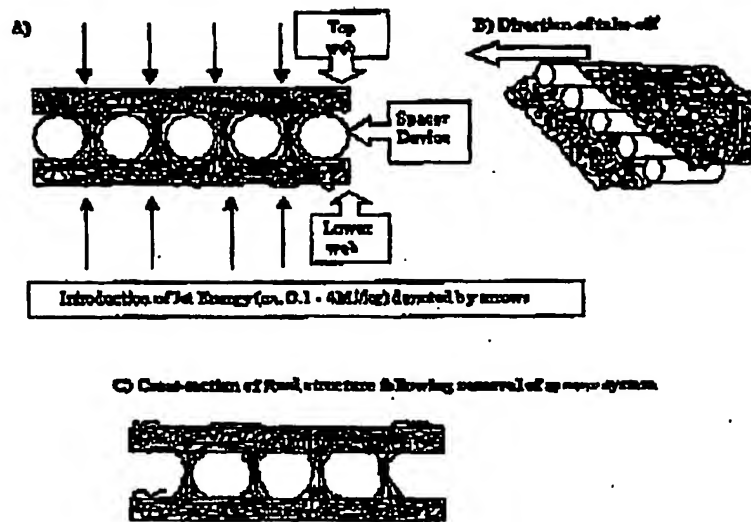 A)
Top
web
B) Direction of take-off
Spacer
Device
Lower
web
Introduction of Jet Energy (ca. 0.1 - 4MJ/kg) denoted by arrows
C) Cross-section of final structure following removal of spacer system